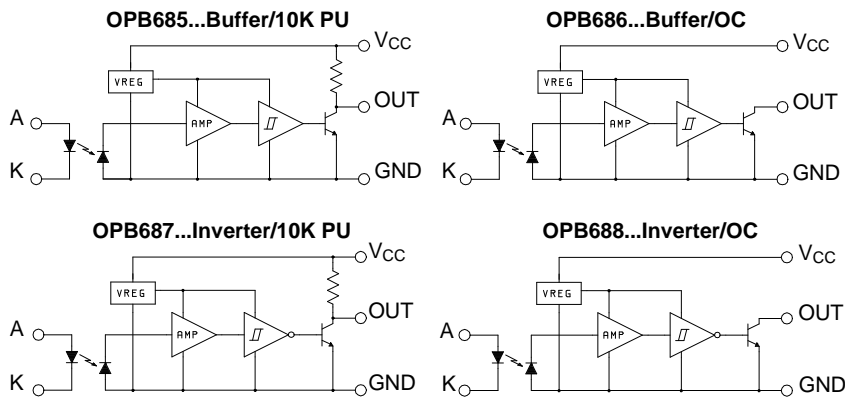 OPB685...Buffer/10K PU
VCC
VREG
OUT
A
AMP
K
GND
OPB686...Buffer/OC
VCC
VREG
OUT
A
AMP
K
GND
OPB687...Inverter/10K PU
VCC
VREG
OUT
A
AMP
K
GND
OPB688...Inverter/OC
VCC
VREG
OUT
A
AMP
K
GND